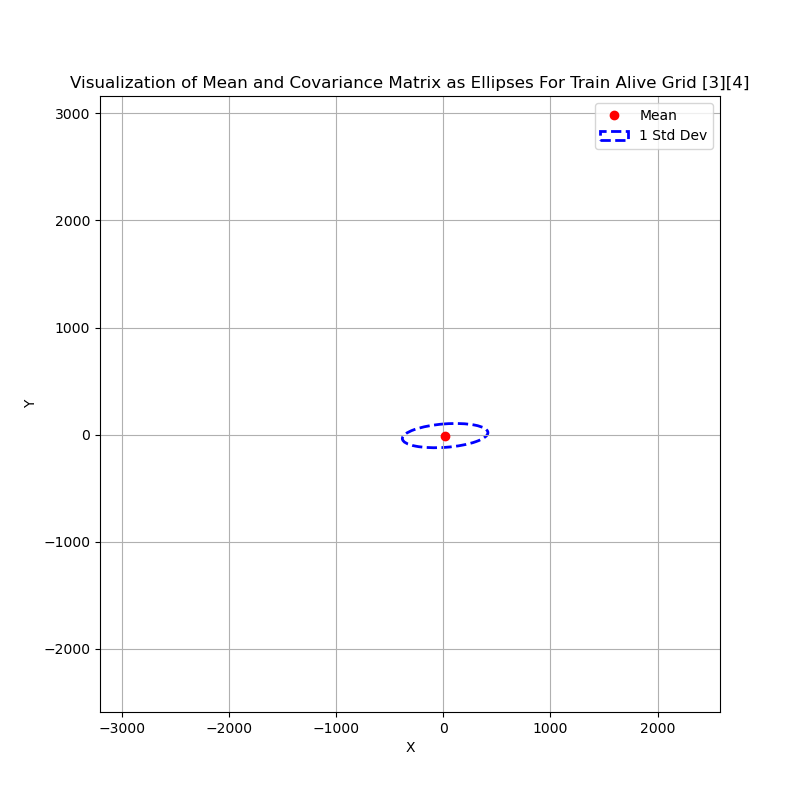 Visualization of Mean and Covariance Matrix as Ellipses For Train Alive Grid [3][4]
Mean
1 Std Dev
3000
2000
1000
0
−1000
−2000
Y
−3000 −2000 −1000 0 1000 2000
X